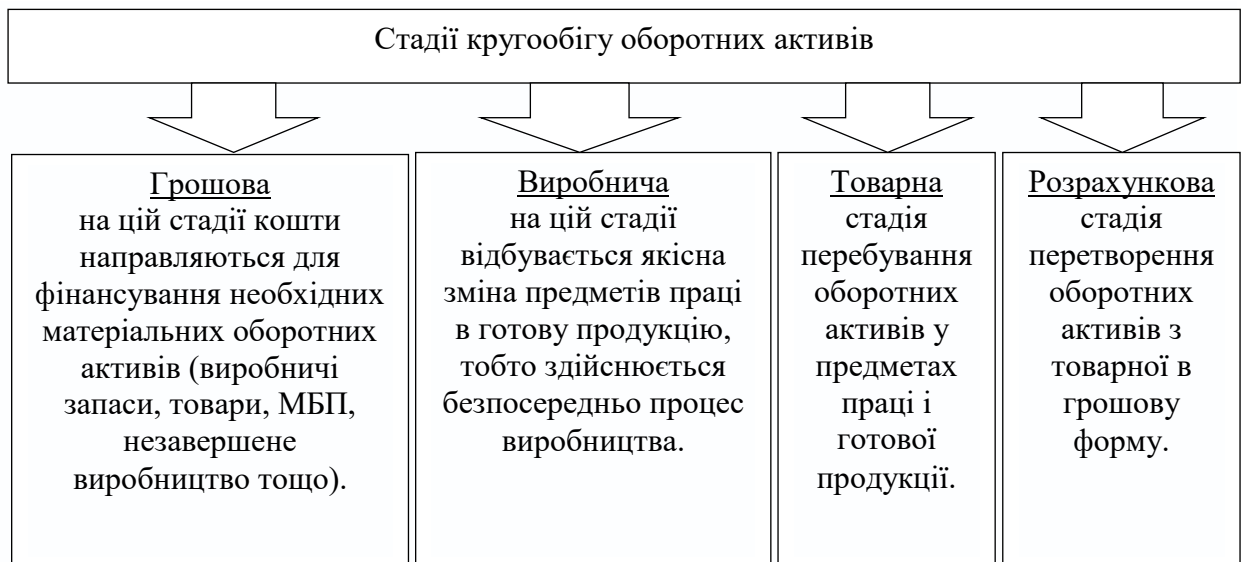 Стадії кругообігу оборотних активів
Грошова
на цій стадії кошти
направляються для
фінансування необхідних
матеріальних оборотних
активів (виробничі
запаси, товари, МБП,
незавершене
виробництво тощо).
Виробнича
на цій стадії
відбувається якісна
зміна предметів праці
в готову продукцію,
тобто здійснюється
безпосередньо процес
виробництва.
Товарна
стадія
перебування
оборотних
активів у
предметах
праці і
готової
продукції.
Розрахункова
стадія
перетворення
оборотних
активів з
товарної в
грошову
форму.